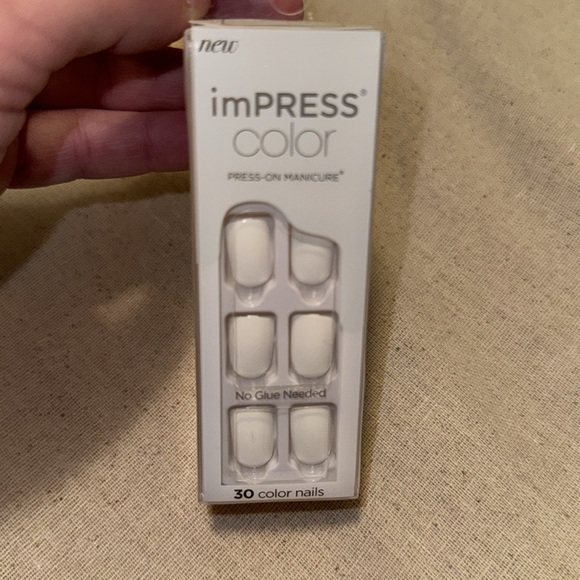 new
imPRESS®
color
PRESS-ON MANICURE®
No Glue Needed
30 color nails